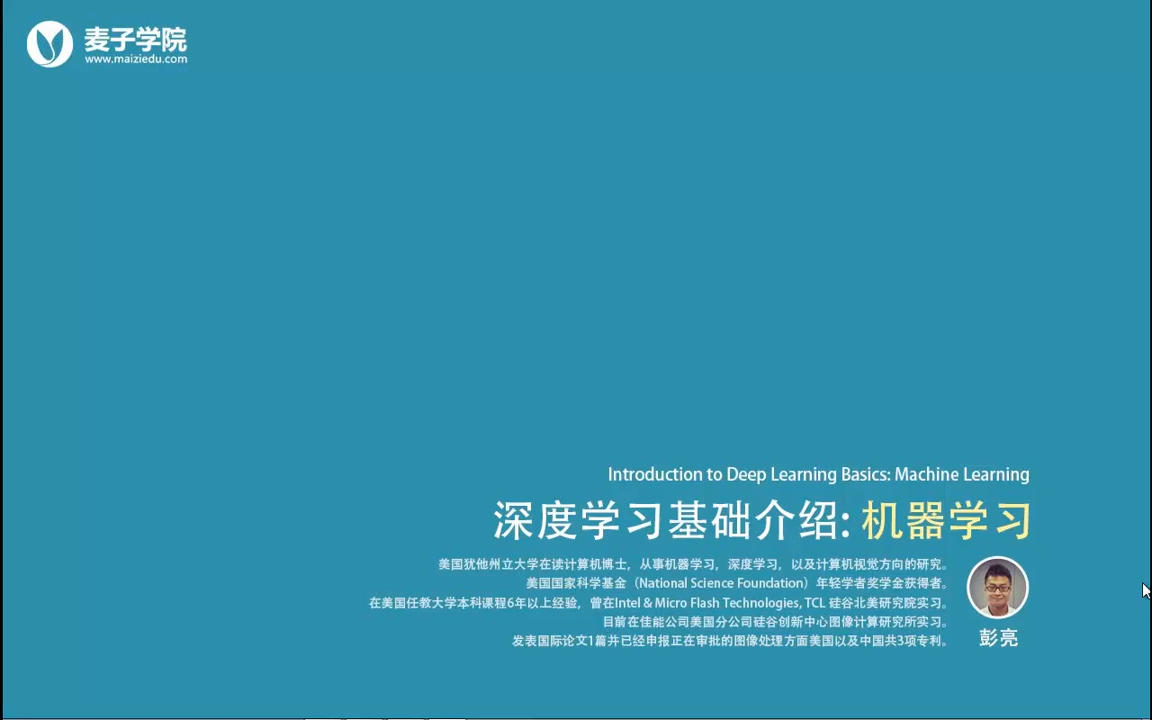 麦子学院
www.maiziedu.com
Introduction to Deep Learning Basics: Machine Learning
深度学习基础介绍: 机器学习
美国犹他州立大学在读计算机博士，从事机器学习，深度学习，以及计算机视觉方向的研究。
美国国家科学基金（National Science Foundation）年轻学者奖学金获得者。
在美国任教大学本科课程6年以上经验，曾在Intel & Micro Flash Technologies, TCL 硅谷北美研究院实习。
目前在佳能公司美国分公司硅谷创新中心图像计算研究所实习。
发表国际论文1篇并已经申报正在审批的图像处理方面美国以及中国共3项专利。
彭亮